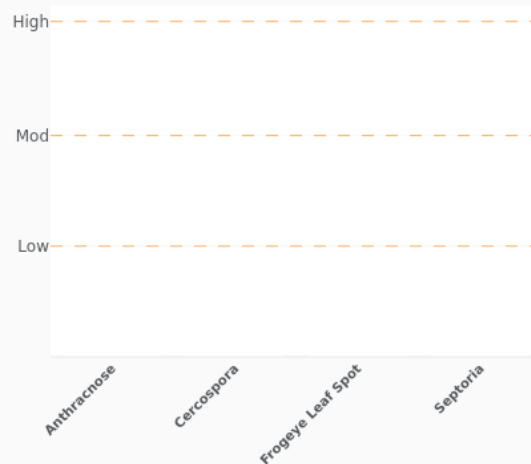 High
Mod
Low
Anthracnose
Cercospora
Frogeye Leaf Spot
Septoria